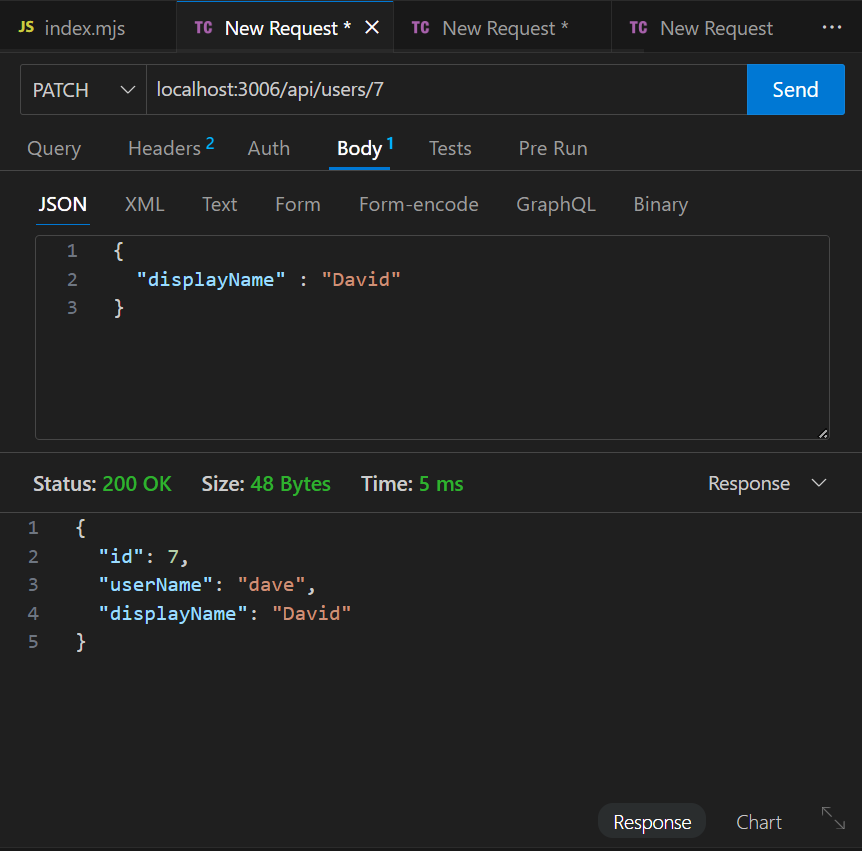 JS index.mjs TC New Request * × TC New Request * TC New Request ...
PATCH localhost:3006/api/users/7 Send
Query Headers 2 Auth Body 1 Tests Pre Run
JSON XML Text Form Form-encode GraphQL Binary
1 {
2 "displayName" : "David"
3 }
Status: 200 OK Size: 48 Bytes Time: 5 ms Response
1 {
2 "id": 7,
3 "userName": "dave",
4 "displayName": "David"
5 }
Response Chart